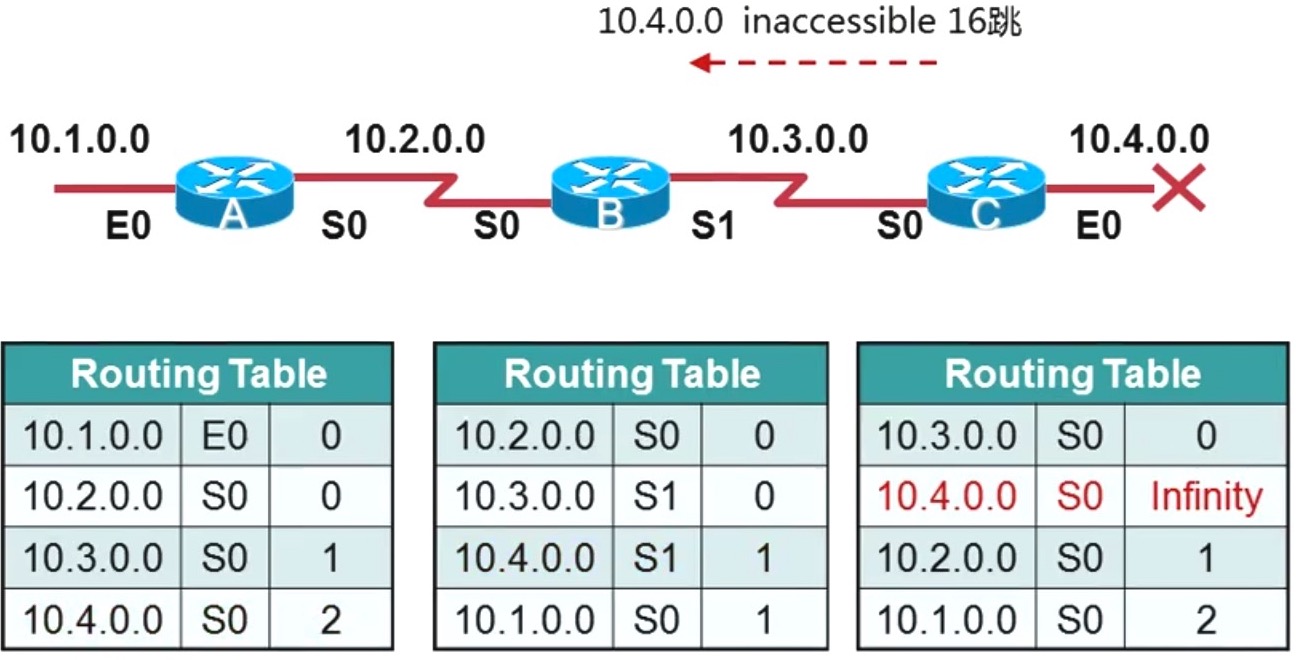 10.4.0.0 inaccessible 16跳
10.1.0.0 10.2.0.0 10.3.0.0 10.4.0.0
A B C
E0 S0 S0 S1 S0 E0
Routing Table
10.1.0.0 E0 0
10.2.0.0 S0 0
10.3.0.0 S0 1
10.4.0.0 S0 2
Routing Table
10.2.0.0 S0 0
10.3.0.0 S1 0
10.4.0.0 S1 1
10.1.0.0 S0 1
Routing Table
10.3.0.0 S0 0
10.4.0.0 S0 Infinity
10.2.0.0 S0 1
10.1.0.0 S0 2